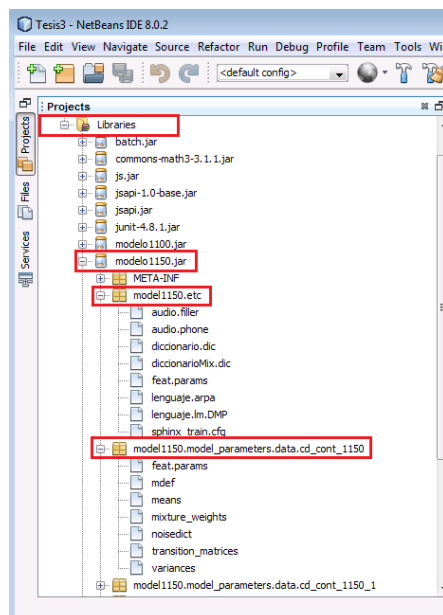 Tesis3 - NetBeans IDE 8.0.2
File Edit View Navigate Source Refactor Run Debug Profile Team Tools
<default config>
Projects
Projects
Files
Services
Libraries
batch.jar
commons-math3-3.1.1.jar
js.jar
jsapi-1.0-base.jar
jsapi.jar
junit-4.8.1.jar
modelo1100.jar
modelo1150.jar
META-INF
model1150.etc
audio.filler
audio.phone
diccionario.dic
diccionarioMix.dic
feat.params
lenguaje.arpa
lenguaje.lm.DMP
sphinx_train.cfg
model1150.model_parameters.data.cd_cont_1150
feat.params
mdef
means
mixture_weights
noisedict
transition_matrices
variances
model1150.model_parameters.data.cd_cont_1150_1